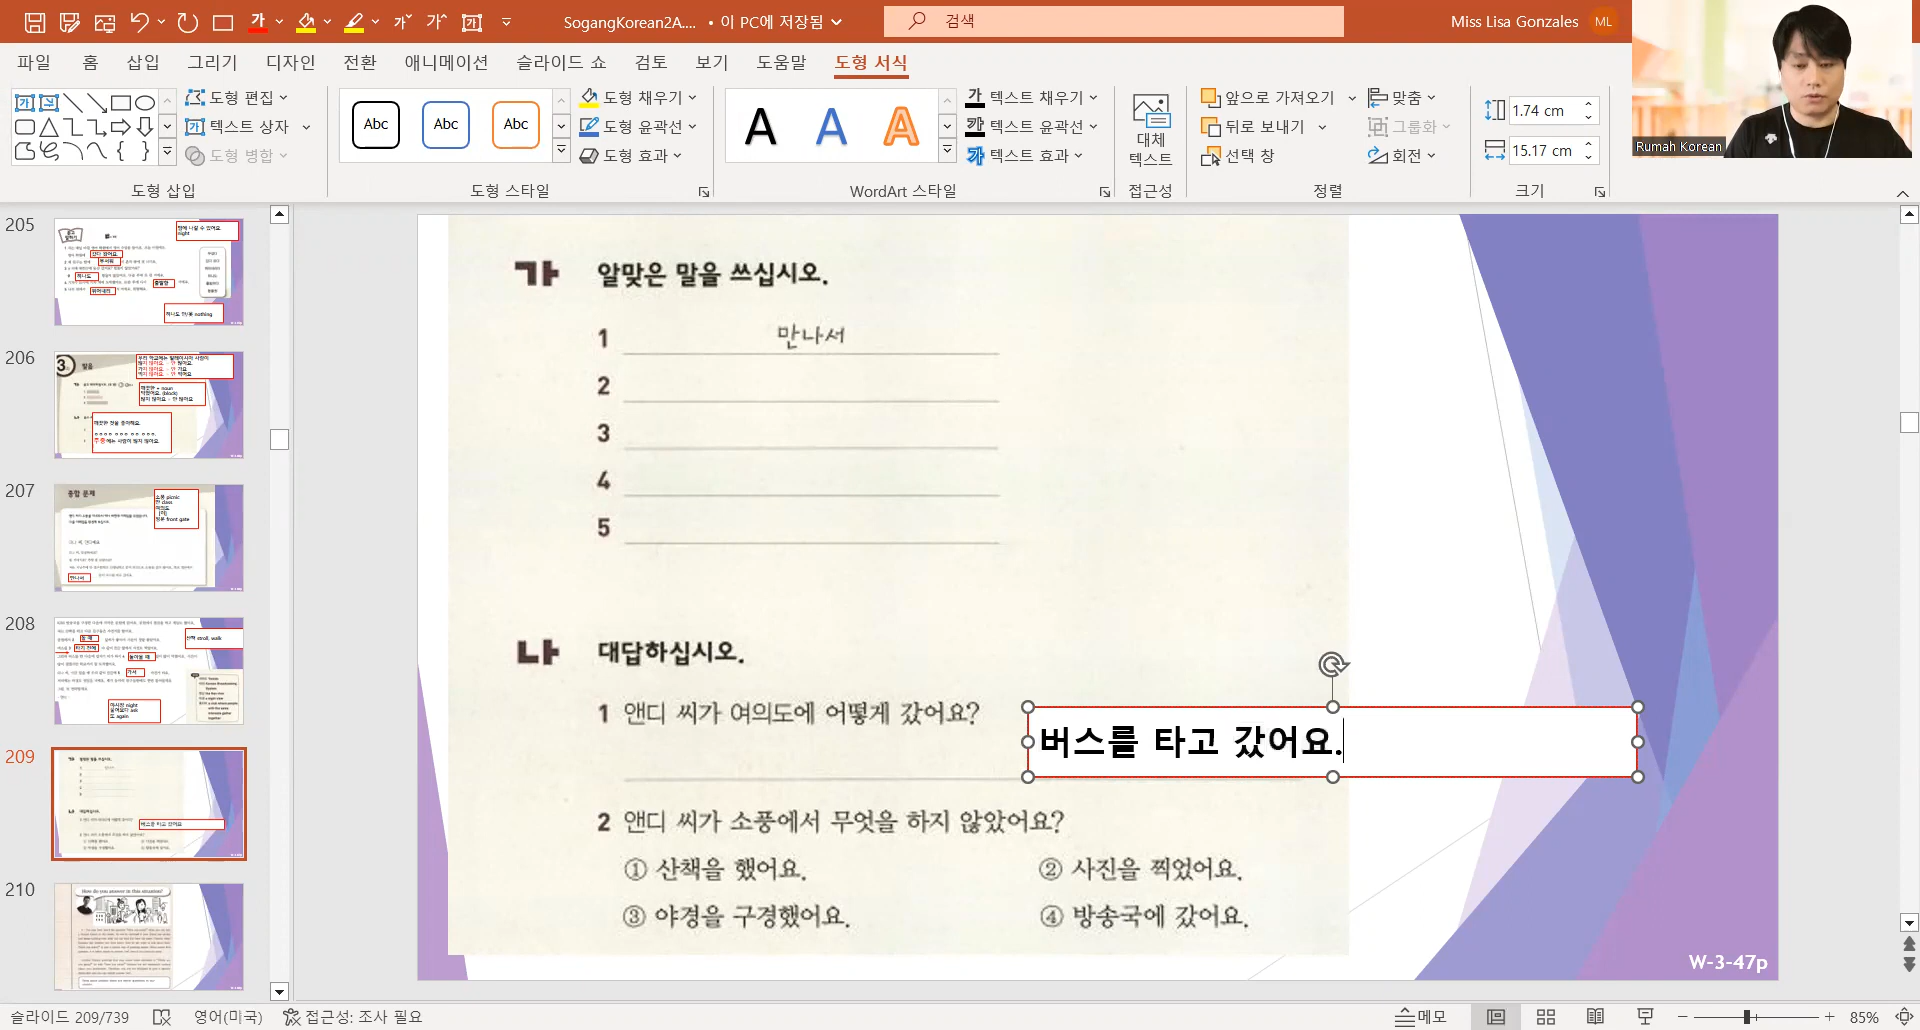 SogangKorean2A.... • 이 PC에 저장됨
검색
Miss Lisa Gonzales ML
파일 홈 삽입 그리기 디자인 전환 애니메이션 슬라이드 쇼 검토 보기 도움말 도형 서식
도형 편집
텍스트 상자
도형 병합
도형 삽입
Abc Abc Abc
도형 채우기
도형 윤곽선
도형 효과
도형 스타일
A A A
텍스트 채우기
텍스트 윤곽선
텍스트 효과
WordArt 스타일
대체
텍스트
접근성
앞으로 가져오기
뒤로 보내기
선택 창
맞춤
그룹화
회전
정렬
1.74 cm
15.17 cm
크기
Rumah Korean
205
206
207
208
209
210
How do you answer in this situation?
가 알맞은 말을 쓰십시오.
1 만나서
2
3
4
5
나 대답하십시오.
1 앤디 씨가 여의도에 어떻게 갔어요?
버스를 타고 갔어요.
2 앤디 씨가 소풍에서 무엇을 하지 않았어요?
① 산책을 했어요. ② 사진을 찍었어요.
③ 야경을 구경했어요. ④ 방송국에 갔어요.
W-3-47p
슬라이드 209/739 영어(미국) 접근성: 조사 필요
메모
85%